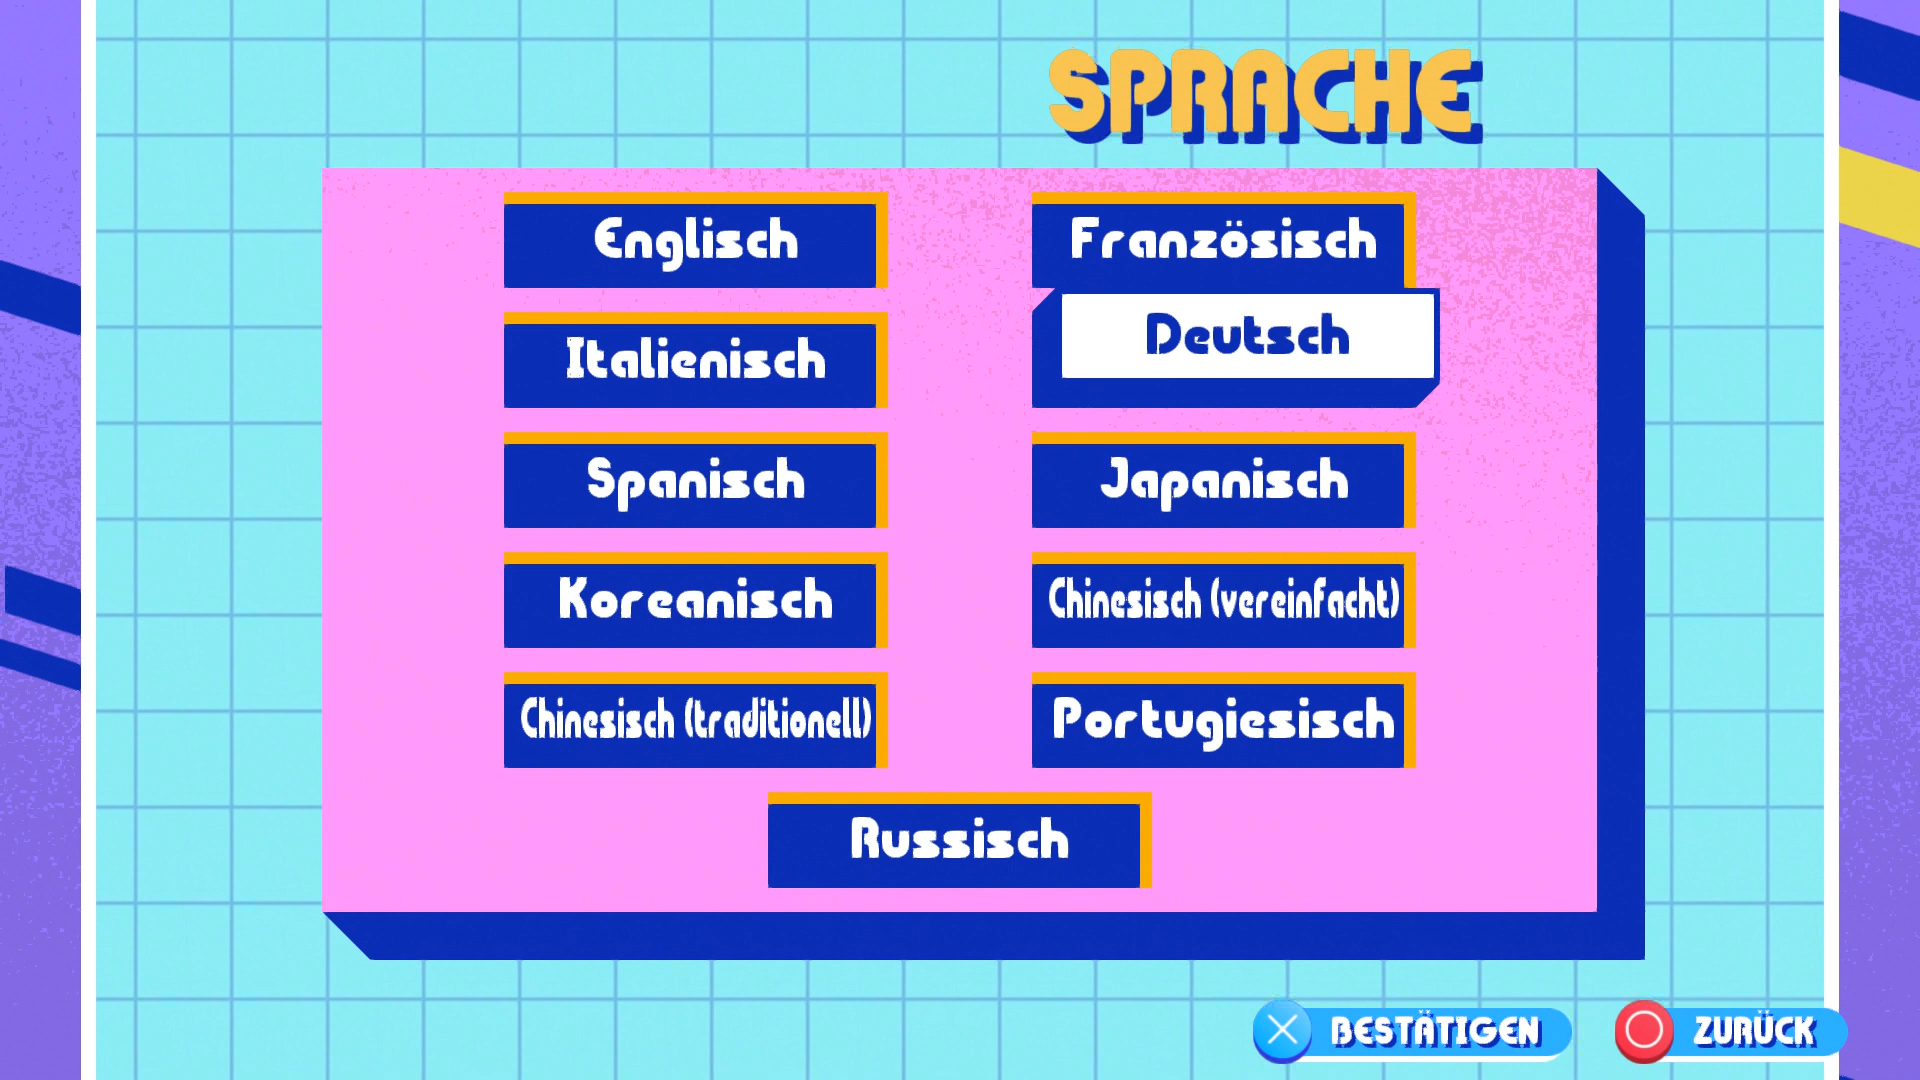 SPRACHE
Englisch
Französisch
Italienisch
Deutsch
Spanisch
Japanisch
Koreanisch
Chinesisch (vereinfacht)
Chinesisch (traditionell)
Portugiesisch
Russisch
BESTÄTIGEN
ZURÜCK